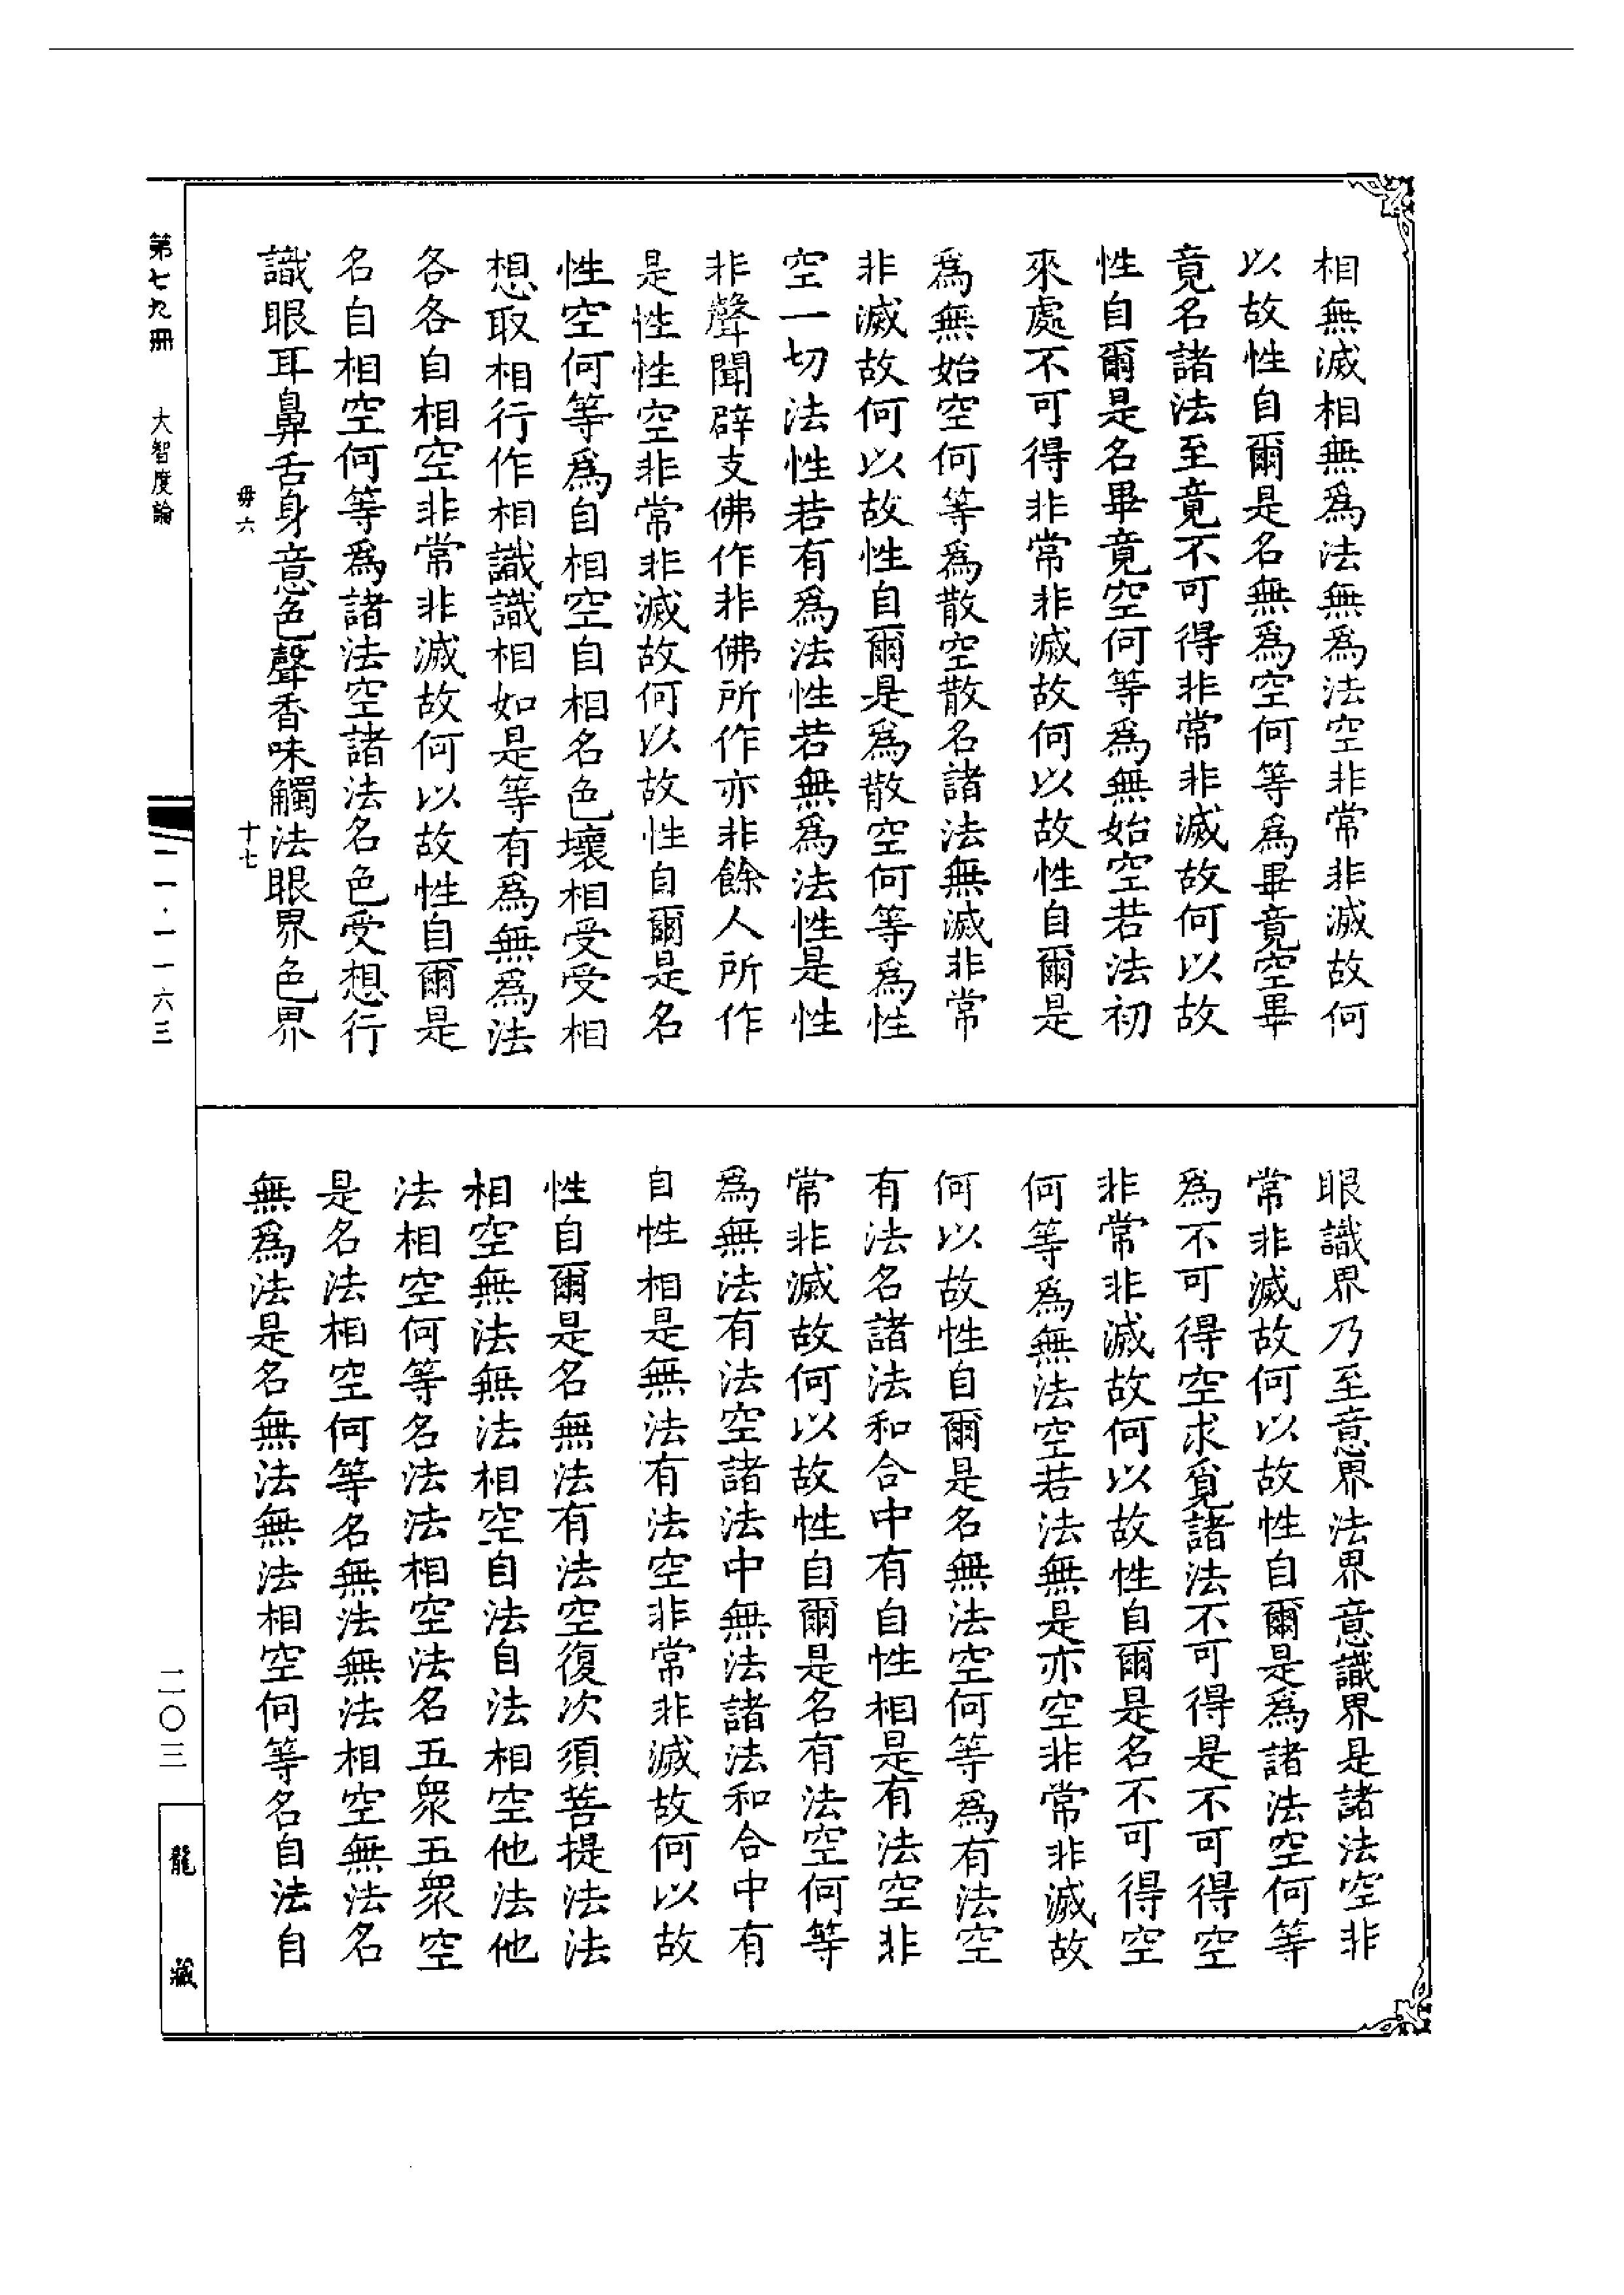 相無滅相無爲法無爲法空非常非滅故何
以故性自爾是名無爲空何等爲畢竟空畢
竟名諸法至竟不可得非常非滅故何以故
性自爾是名畢竟空何等爲無始空若法初
來處不可得非常非滅故何以故性自爾是
爲無始空何等爲散空散名諸法無滅非常
非滅故何以故性自爾是爲散空何等爲性
空一切法性若有爲法性若無爲法性是性
非聲聞辟支佛作非佛所作亦非餘人所作
是性性空非常非滅故何以故性自爾是名
性空何等爲自相空自相名色壞相受受相
想取相行作相識識相如是等有爲無爲法
各各自相空非常非滅故何以故性自爾是
名自相空何等爲諸法空諸法名色受想行
識眼耳鼻舌身意色聲香味觸法眼界色界
毋六
十七
眼識界乃至意界法界意識界是諸法空非
常非滅故何以故性自爾是爲諸法空何等
爲不可得空求覓諸法不可得是不可得空
非常非滅故何以故性自爾是名不可得空
何等爲無法空若法無是亦空非常非滅故
何以故性自爾是名無法空何等爲有法空
有法名諸法和合中有自性相是有法空非
常非滅故何以故性自爾是名有法空何等
爲無法有法空諸法中無法諸法和合中有
自性相是無法有法空非常非滅故何以故
性自爾是名無法有法空復次須菩提法法
相空無法無法相空自法自法相空他法他
法相空何等名法法相空法名五衆五衆空
是名法相空何等名無法無法相空無法名
無爲法是名無法無法相空何等名自法自
第七九冊
大智度論
一一·一一六三
二〇三
龍藏